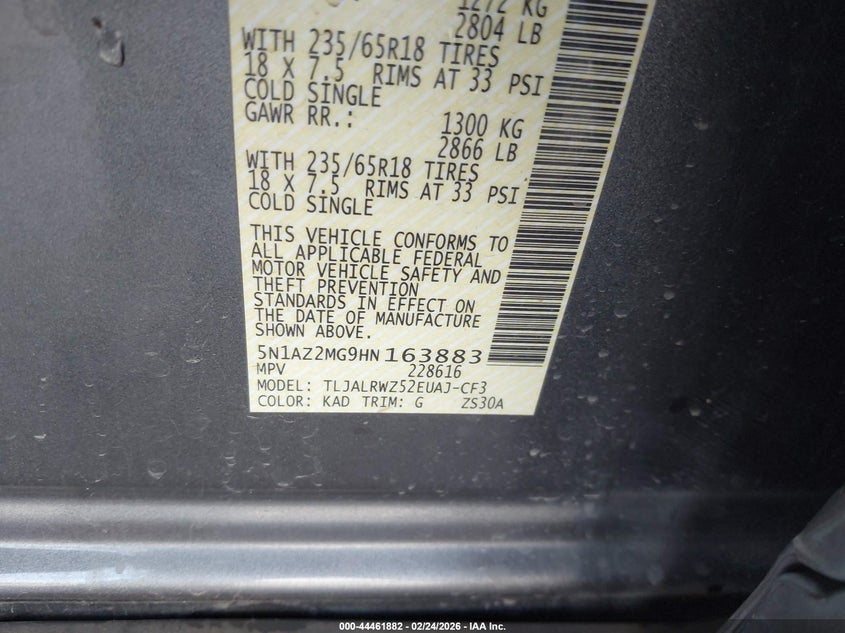 1272 KG
2804 LB
WITH 235/65R18 TIRES
18 X 7.5 RIMS AT 33 PSI
COLD SINGLE
GAWR RR.: 1300 KG
2866 LB
WITH 235/65R18 TIRES
18 X 7.5 RIMS AT 33 PSI
COLD SINGLE
THIS VEHICLE CONFORMS TO
ALL APPLICABLE FEDERAL
MOTOR VEHICLE SAFETY AND
THEFT PREVENTION
STANDARDS IN EFFECT ON
THE DATE OF MANUFACTURE
SHOWN ABOVE.
5N1AZ2MG9HN163883
MPV 228616
MODEL: TLJALRWZ52EUAJ-CF3
COLOR: KAD TRIM: G ZS30A
000-44461882 - 02/24/2026 - IAA Inc.